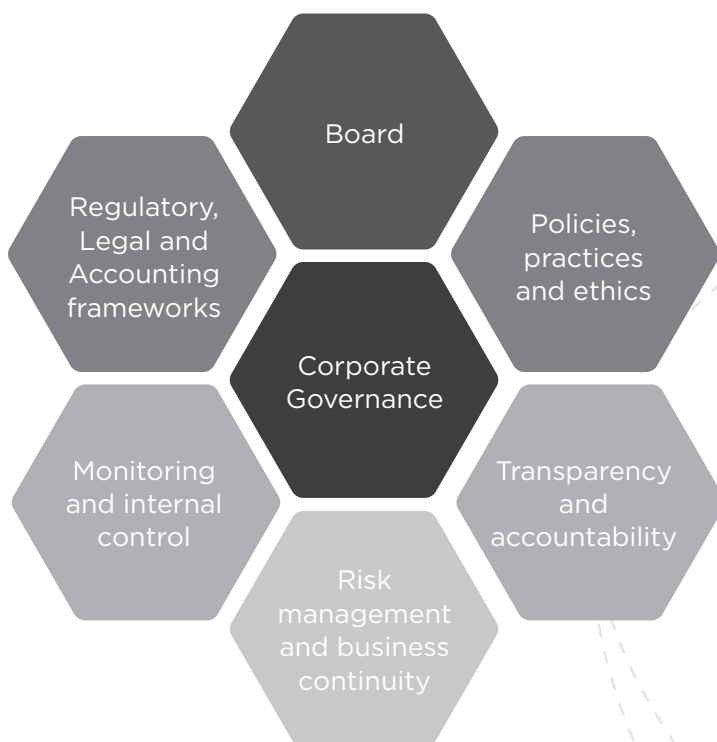 Board
Regulatory,
Legal and
Accounting
frameworks
Policies,
practices
and ethics
Corporate
Governance
Monitoring
and internal
control
Transparency
and
accountability
Risk
management
and business
continuity